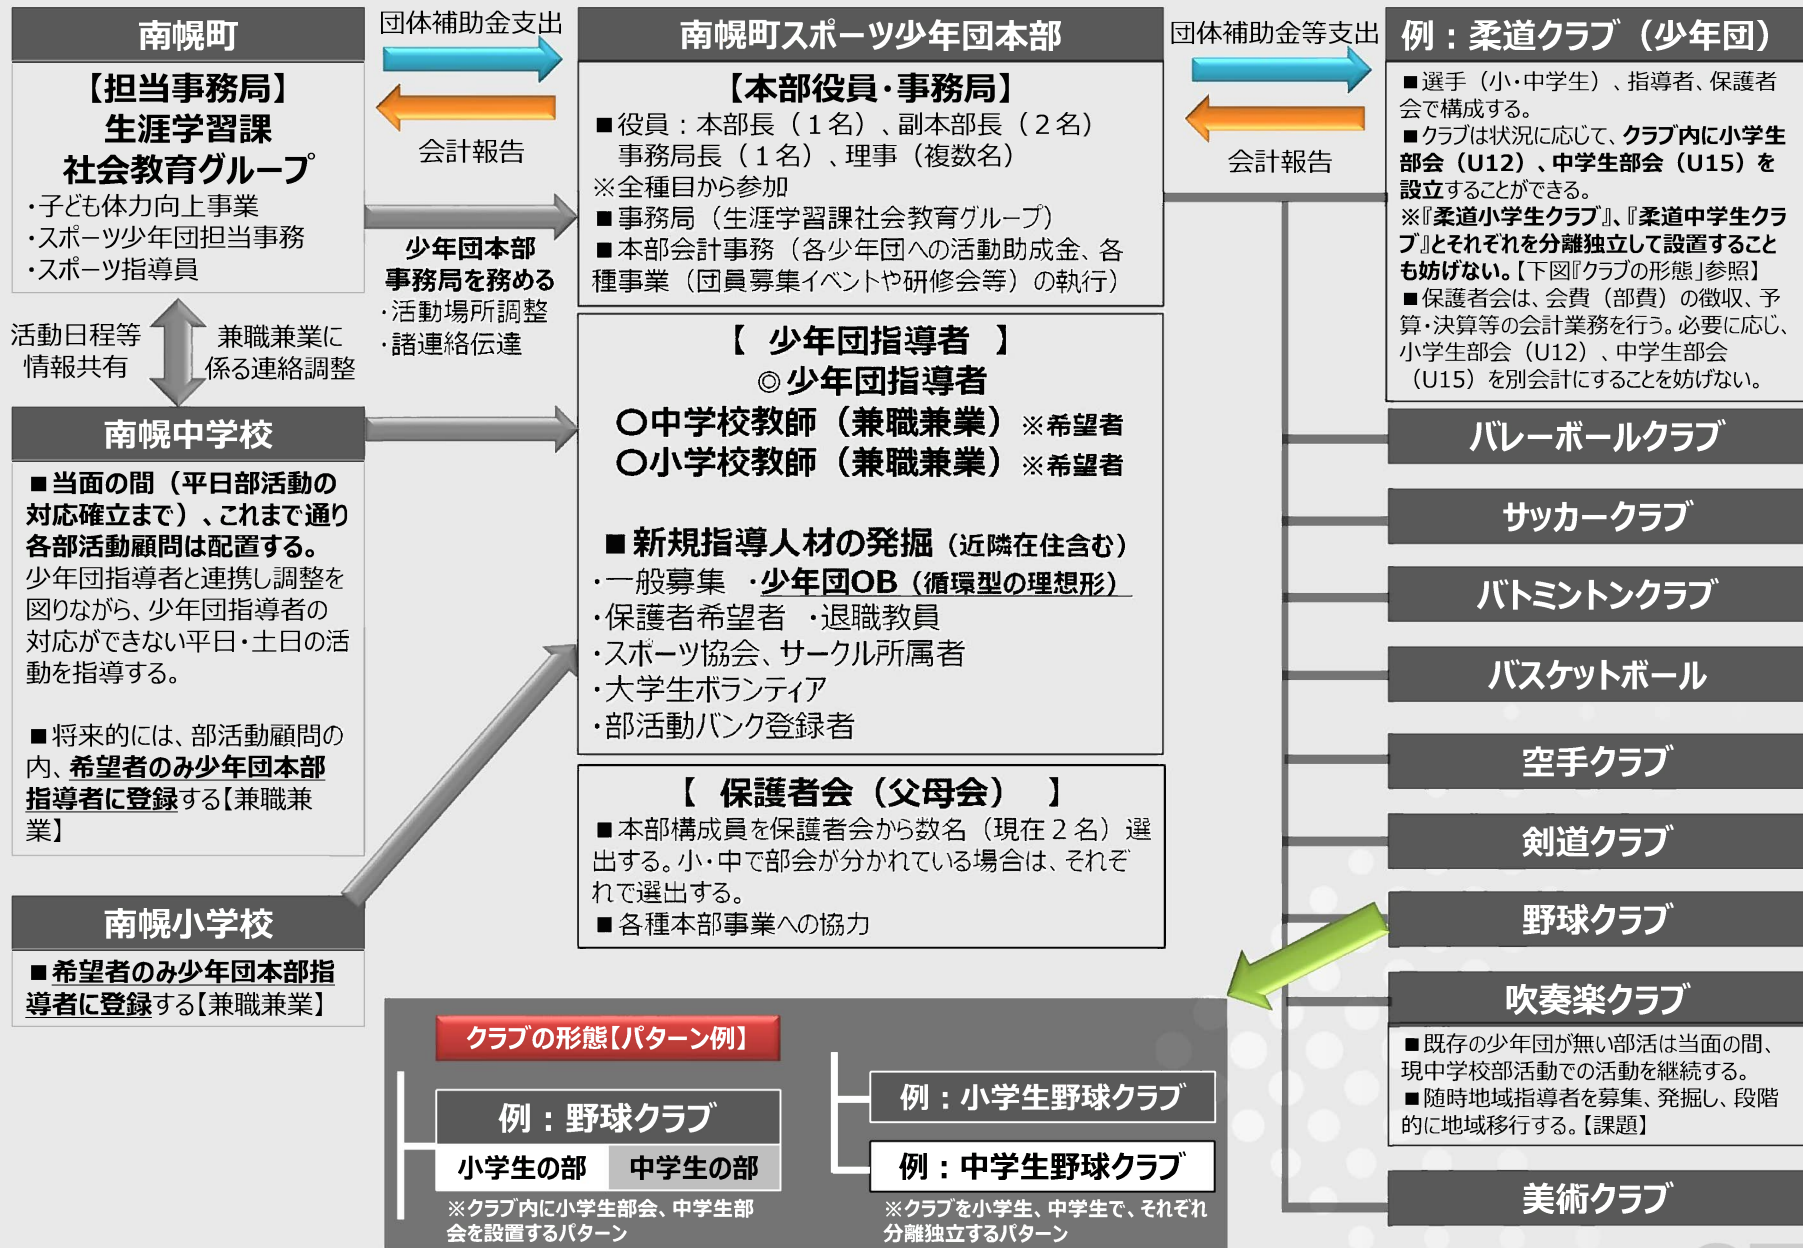 南幌町
【担当事務局】
生涯学習課
社会教育グループ
・子ども体力向上事業
・スポーツ少年団担当事務
・スポーツ指導員
活動日程等
情報共有
兼職兼業に
係る連絡調整
南幌中学校
■当面の間（平日部活動の
対応確立まで）、これまで通り
各部活動顧問は配置する。
少年団指導者と連携し調整を
図りながら、少年団指導者の
対応ができない平日・土日の活
動を指導する。
■将来的には、部活動顧問の
内、希望者のみ少年団本部
指導者に登録する【兼職兼
業】
南幌小学校
■希望者のみ少年団本部指
導者に登録する【兼職兼業】
団体補助金支出
会計報告
少年団本部
事務局を務める
・活動場所調整
・諸連絡伝達
南幌町スポーツ少年団本部
【本部役員・事務局】
■役員：本部長（１名）、副本部長（２名）
事務局長（１名）、理事（複数名）
※全種目から参加
■事務局（生涯学習課社会教育グループ）
■本部会計事務（各少年団への活動助成金、各
種事業（団員募集イベントや研修会等）の執行）
【 少年団指導者 】
◎少年団指導者
〇中学校教師（兼職兼業）※希望者
〇小学校教師（兼職兼業）※希望者
■新規指導人材の発掘（近隣在住含む）
・一般募集 ・少年団OB（循環型の理想形）
・保護者希望者 ・退職教員
・スポーツ協会、サークル所属者
・大学生ボランティア
・部活動バンク登録者
【 保護者会（父母会） 】
■本部構成員を保護者会から数名（現在２名）選
出する。小・中で部会が分かれている場合は、それぞ
れで選出する。
■各種本部事業への協力
団体補助金等支出
会計報告
例：柔道クラブ（少年団）
■選手（小・中学生）、指導者、保護者
会で構成する。
■クラブは状況に応じて、クラブ内に小学生
部会（U12）、中学生部会（U15）を
設立することができる。
※『柔道小学生クラブ』、『柔道中学生クラ
ブ』とそれぞれを分離独立して設置すること
も妨げない。【下図『クラブの形態』参照】
■保護者会は、会費（部費）の徴収、予
算・決算等の会計業務を行う。必要に応じ、
小学生部会（U12）、中学生部会
（U15）を別会計にすることを妨げない。
バレーボールクラブ
サッカークラブ
バトミントンクラブ
バスケットボール
空手クラブ
剣道クラブ
野球クラブ
吹奏楽クラブ
■既存の少年団が無い部活は当面の間、
現中学校部活動での活動を継続する。
■随時地域指導者を募集、発掘し、段階
的に地域移行する。【課題】
美術クラブ
クラブの形態【パターン例】
例：野球クラブ
小学生の部 中学生の部
※クラブ内に小学生部会、中学生部
会を設置するパターン
例：小学生野球クラブ
例：中学生野球クラブ
※クラブを小学生、中学生で、それぞれ
分離独立するパターン